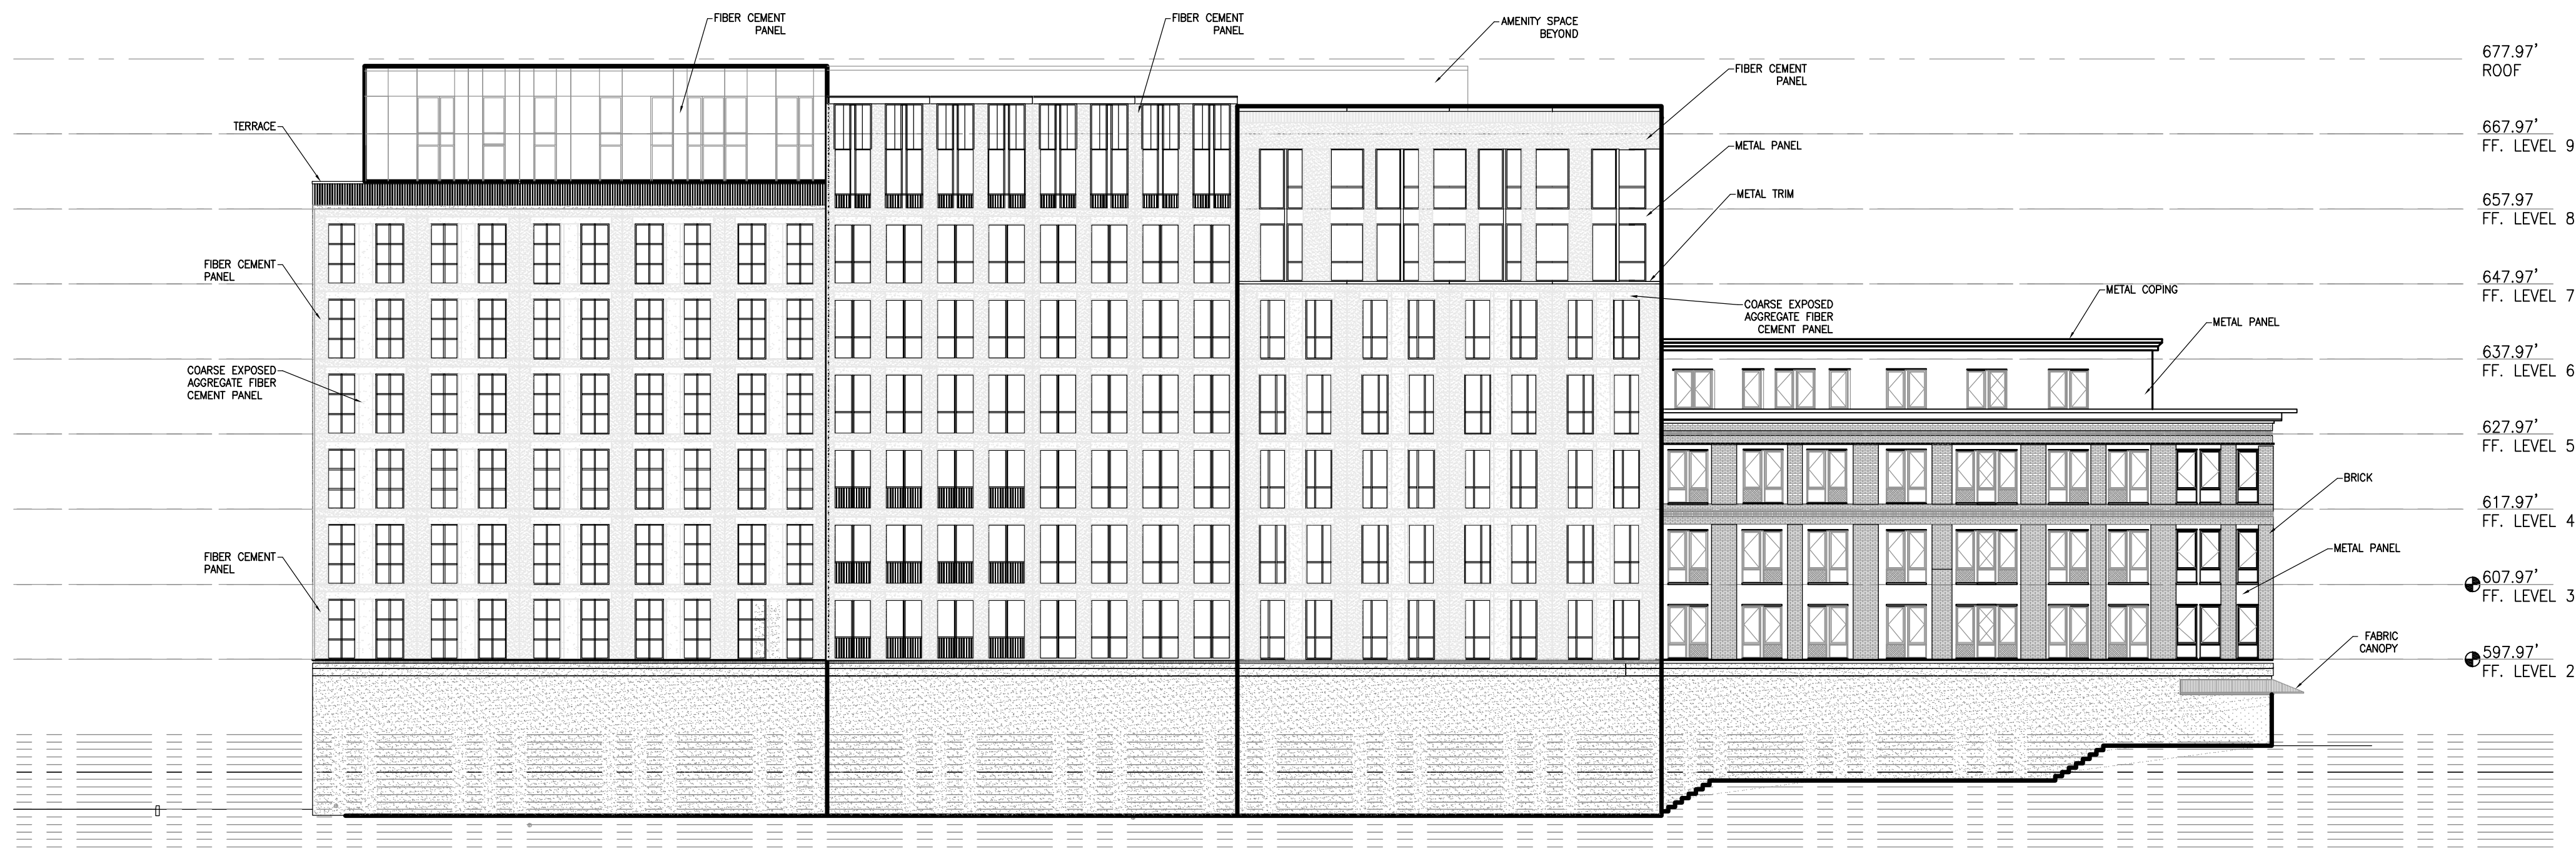 FIBER CEMENT
PANEL
FIBER CEMENT
PANEL
AMENITY SPACE
BEYOND
677.97'
ROOF
FIBER CEMENT
PANEL
TERRACE
667.97'
FF. LEVEL 9
METAL PANEL
METAL TRIM
657.97
FF. LEVEL 8
FIBER CEMENT
PANEL
647.97'
FF. LEVEL 7
METAL COPING
COARSE EXPOSED
AGGREGATE FIBER
CEMENT PANEL
METAL PANEL
637.97'
FF. LEVEL 6
COARSE EXPOSED
AGGREGATE FIBER
CEMENT PANEL
627.97'
FF. LEVEL 5
BRICK
617.97'
FF. LEVEL 4
METAL PANEL
FIBER CEMENT
PANEL
607.97'
FF. LEVEL 3
FABRIC
CANOPY
597.97'
FF. LEVEL 2